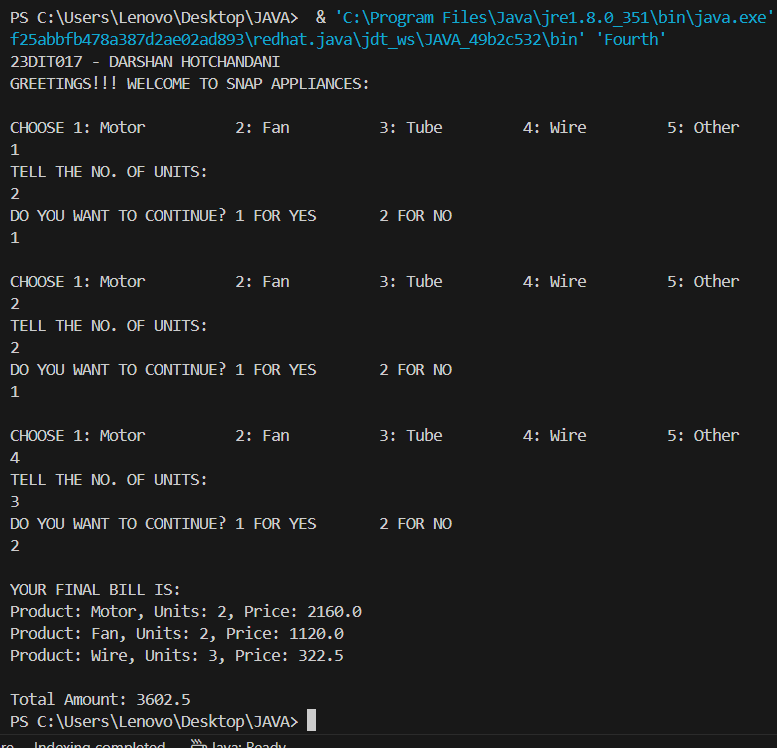 PS C:\Users\Lenovo\Desktop\JAVA>  & 'C:\Program Files\Java\jre1.8.0_351\bin\java.exe'
f25abbfb478a387d2ae02ad893\redhat.java\jdt_ws\JAVA_49b2c532\bin' 'Fourth'
23DIT017 - DARSHAN HOTCHANDANI
GREETINGS!!! WELCOME TO SNAP APPLIANCES:
CHOOSE 1: Motor          2: Fan          3: Tube         4: Wire         5: Other
1
TELL THE NO. OF UNITS:
2
DO YOU WANT TO CONTINUE? 1 FOR YES       2 FOR NO
1
CHOOSE 1: Motor          2: Fan          3: Tube         4: Wire         5: Other
2
TELL THE NO. OF UNITS:
2
DO YOU WANT TO CONTINUE? 1 FOR YES       2 FOR NO
1
CHOOSE 1: Motor          2: Fan          3: Tube         4: Wire         5: Other
4
TELL THE NO. OF UNITS:
3
DO YOU WANT TO CONTINUE? 1 FOR YES       2 FOR NO
2
YOUR FINAL BILL IS:
Product: Motor, Units: 2, Price: 2160.0
Product: Fan, Units: 2, Price: 1120.0
Product: Wire, Units: 3, Price: 322.5
Total Amount: 3602.5
PS C:\Users\Lenovo\Desktop\JAVA>
Indexing completed. Java: Ready